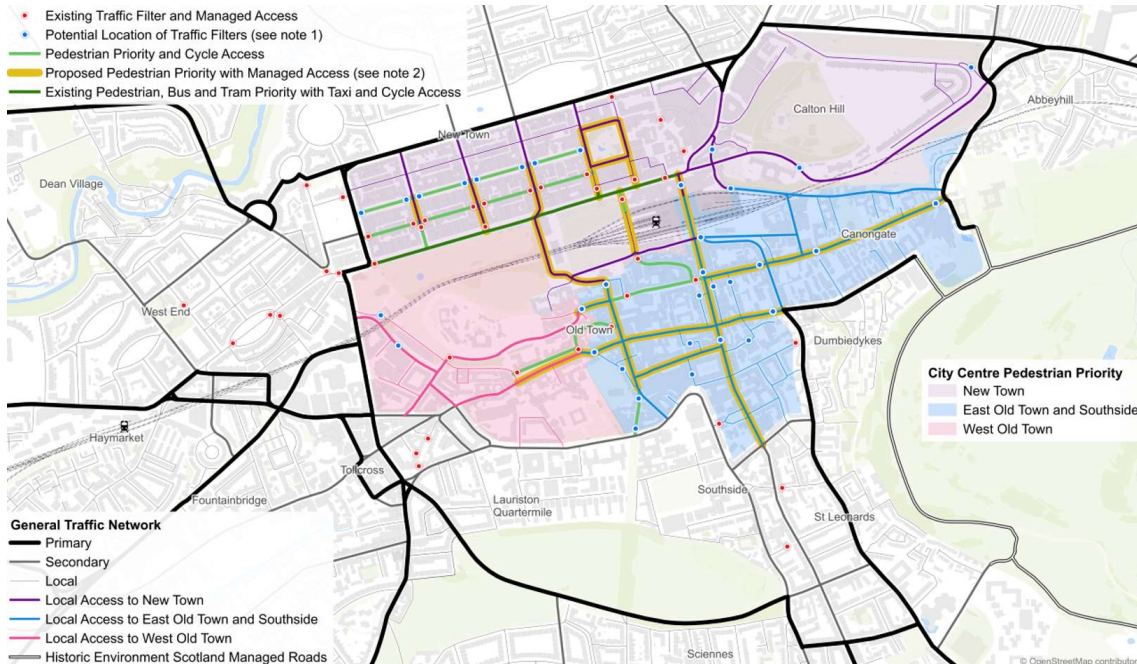 Existing Traffic Filter and Managed Access
Potential Location of Traffic Filters (see note 1)
Pedestrian Priority and Cycle Access
Proposed Pedestrian Priority with Managed Access (see note 2)
Existing Pedestrian, Bus and Tram Priority with Taxi and Cycle Access
Calton Hill
Abbeyhill
New Town
Dean Village
Canongate
West End
Old Town
Dumbiedykes
City Centre Pedestrian Priority
New Town
East Old Town and Southside
West Old Town
Haymarket
Tollcross
Fountainbridge
Lauriston
Quartermile
Southside
St Leonards
General Traffic Network
Primary
Secondary
Local
Local Access to New Town
Local Access to East Old Town and Southside
Local Access to West Old Town
Historic Environment Scotland Managed Roads
Sciennes
© OpenStreetMap contributor